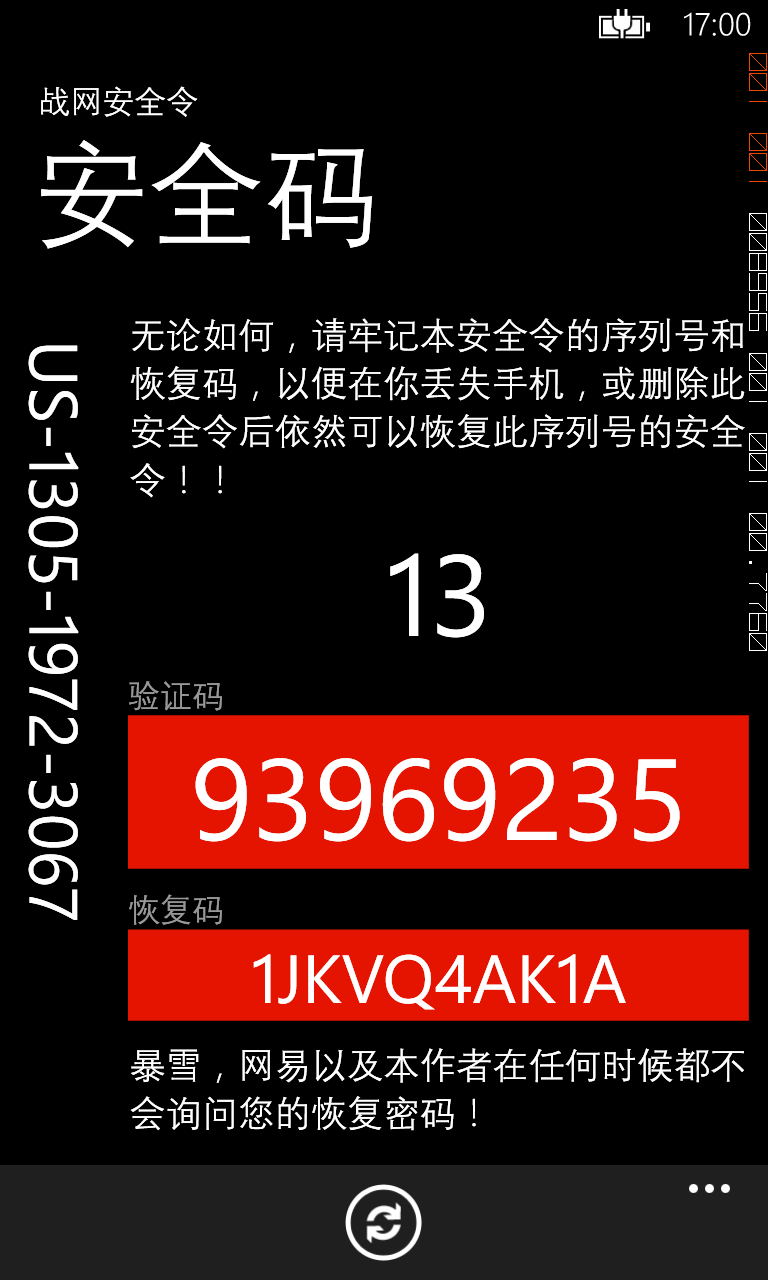 17:00
战网安全令
安全码
US-1305-1972-3067
无论如何，请牢记本安全令的序列号和
恢复码，以便在你丢失手机，或删除此
安全令后依然可以恢复此序列号的安全
令！！
13
验证码
93969235
恢复码
1JKVQ4AK1A
暴雪，网易以及本作者在任何时候都不
会询问您的恢复密码！